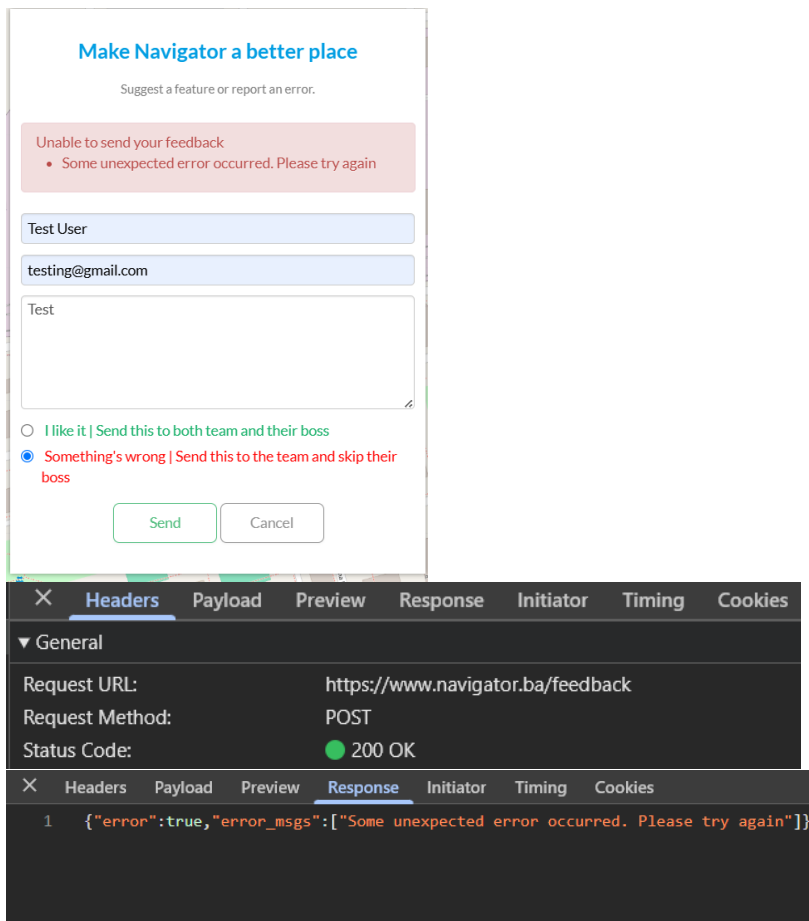 Make Navigator a better place
Suggest a feature or report an error.
Unable to send your feedback
• Some unexpected error occurred. Please try again
Test User
testing@gmail.com
Test
I like it | Send this to both team and their boss
Something's wrong | Send this to the team and skip their
boss
Send Cancel
Headers Payload Preview Response Initiator Timing Cookies
General
Request URL: https://www.navigator.ba/feedback
Request Method: POST
Status Code: 200 OK
Headers Payload Preview Response Initiator Timing Cookies
1 {"error":true,"error_msgs":["Some unexpected error occurred. Please try again"]}